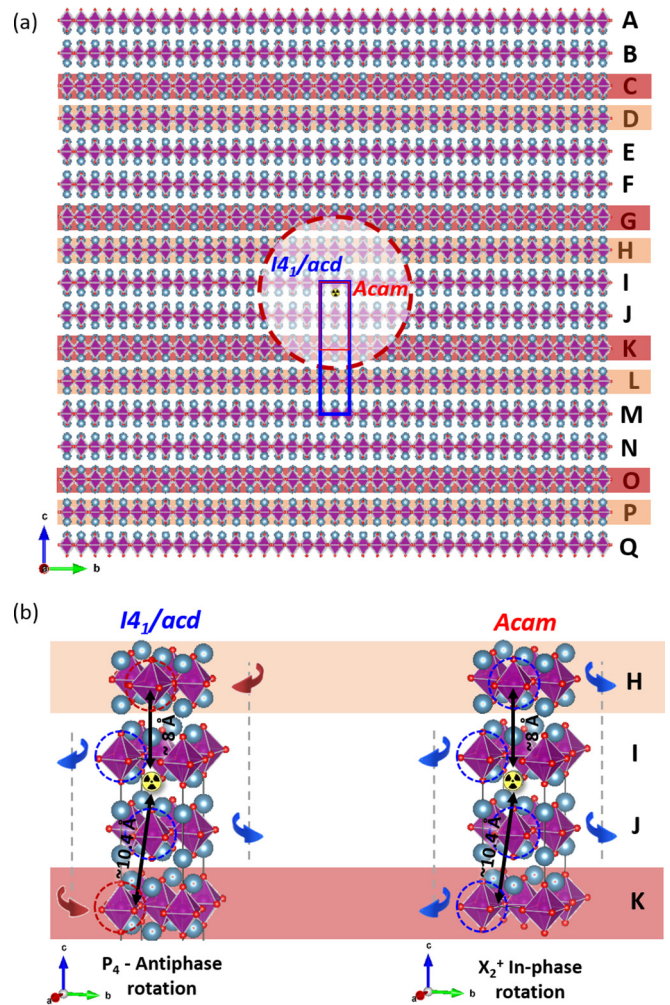 (a)
A
B
C
D
E
F
G
H
I4₁/acd
I
Acam
J
K
L
M
N
O
P
Q
c
b
(b)
I4₁/acd
Acam
H
~8 Å
~8 Å
I
J
~10.4 Å
~10.4 Å
K
c
a
b
P₄ - Antiphase
rotation
c
a
b
X₂⁺ In-phase
rotation